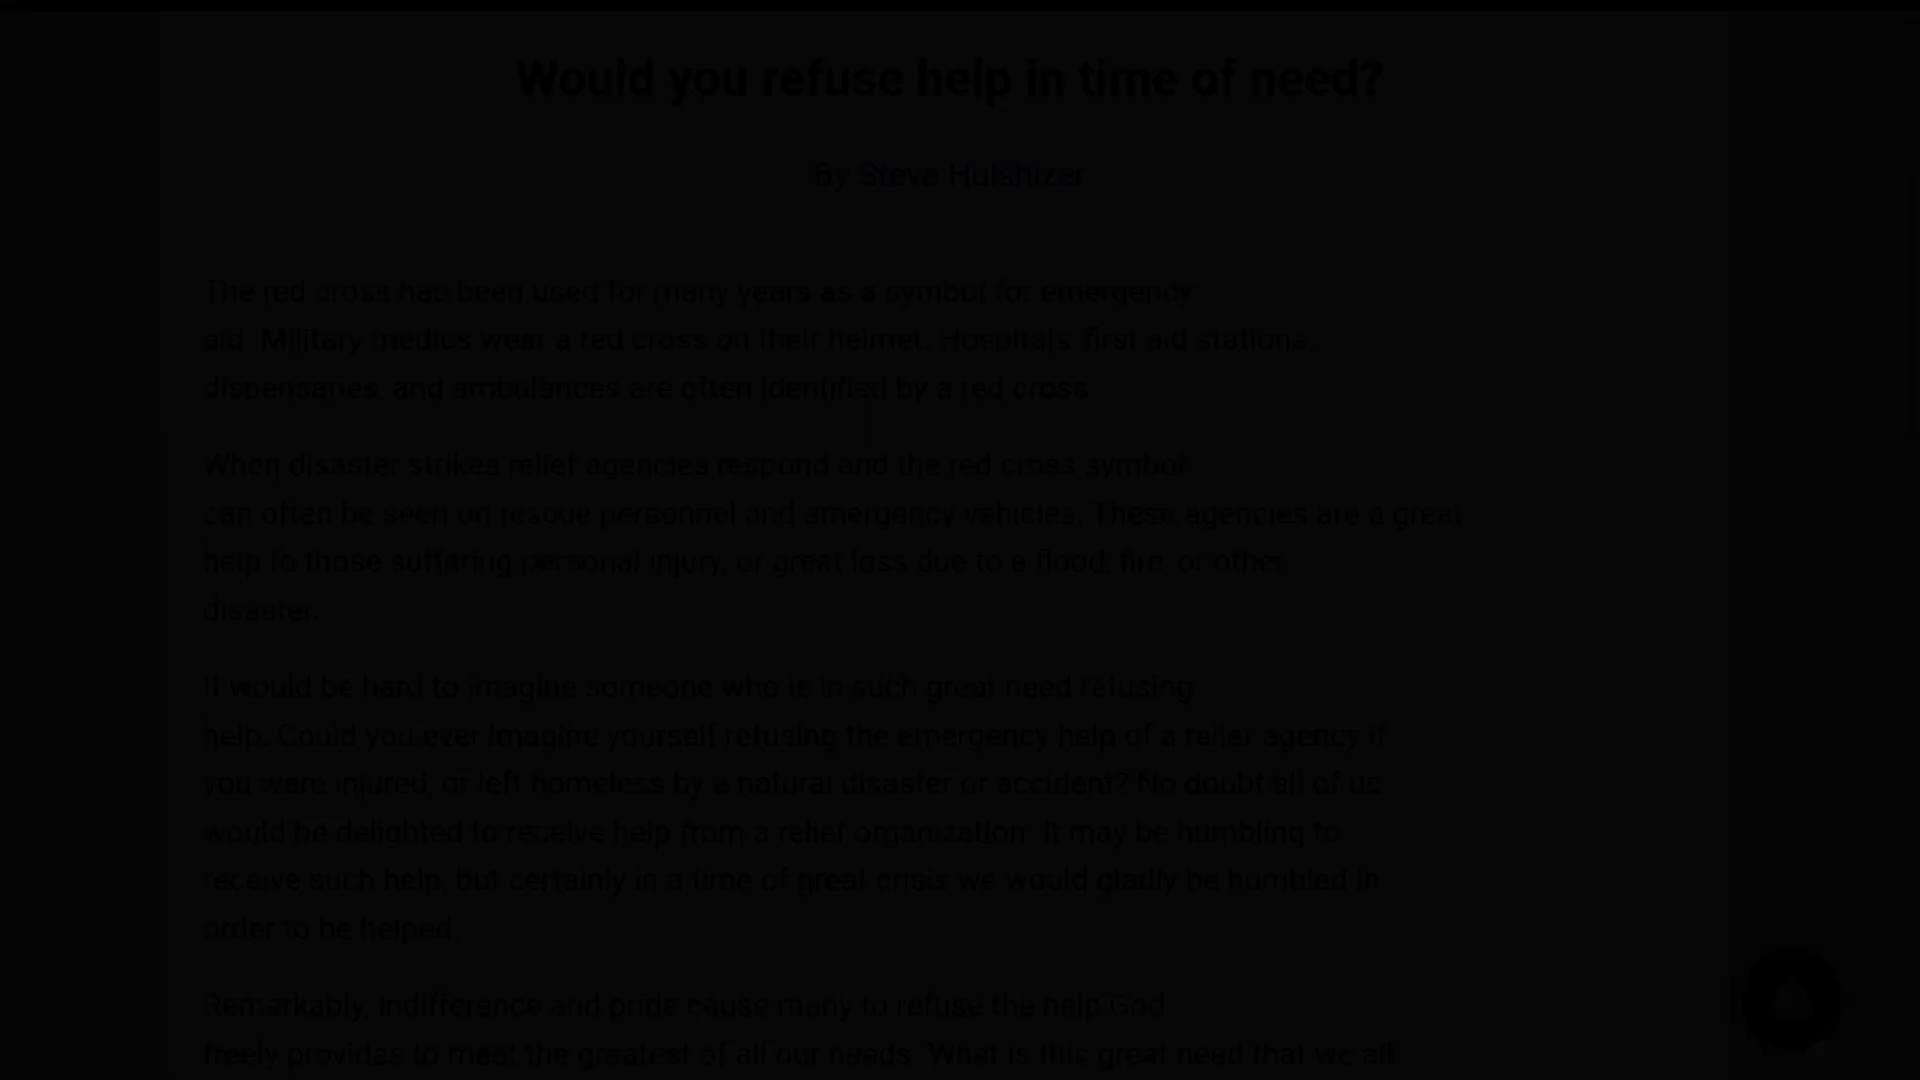 Would you refuse help in time of need?
By Steve Hulshizer
The red cross has been used for many years as a symbol for emergency
aid. Military medics wear a red cross on their helmet. Hospitals, first aid stations,
dispensaries, and ambulances are often identified by a red cross.
When disaster strikes relief agencies respond and the red cross symbol
can often be seen on rescue personnel and emergency vehicles. These agencies are a great
help to those suffering personal injury, or great loss due to a flood, fire, or other
disaster.
It would be hard to imagine someone who is in such great need refusing
help. Could you ever imagine yourself refusing the emergency help of a relief agency if
you were injured, or left homeless by a natural disaster or accident? No doubt all of us
would be delighted to receive help from a relief organization. It may be humbling to
receive such help, but certainly in a time of great crisis we would gladly be humbled in
order to be helped.
Remarkably, indifference and pride cause many to refuse the help God
freely provides to meet the greatest of all our needs. What is this great need that we all